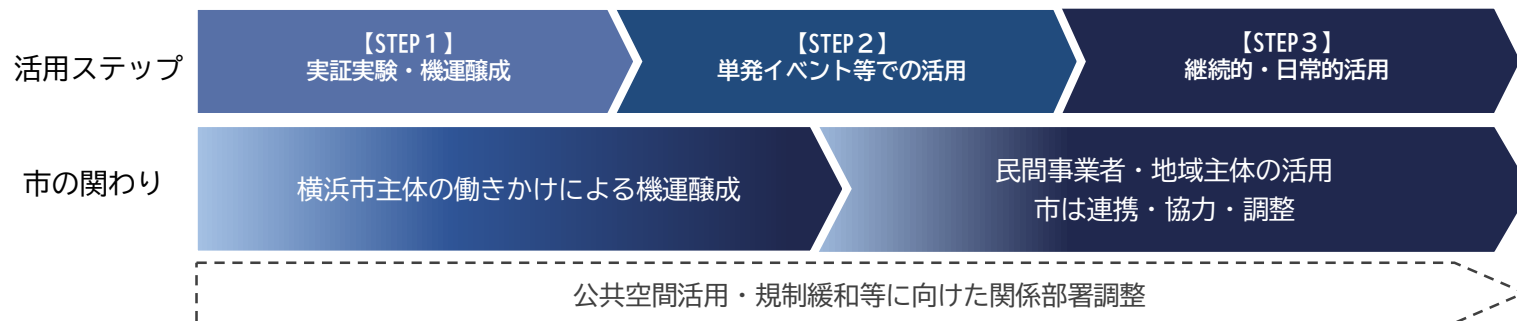 活用ステップ
【STEP１】
実証実験・機運醸成
【STEP２】
単発イベント等での活用
【STEP３】
継続的・日常的活用
市の関わり
横浜市主体の働きかけによる機運醸成
民間事業者・地域主体の活用
市は連携・協力・調整
公共空間活用・規制緩和等に向けた関係部署調整